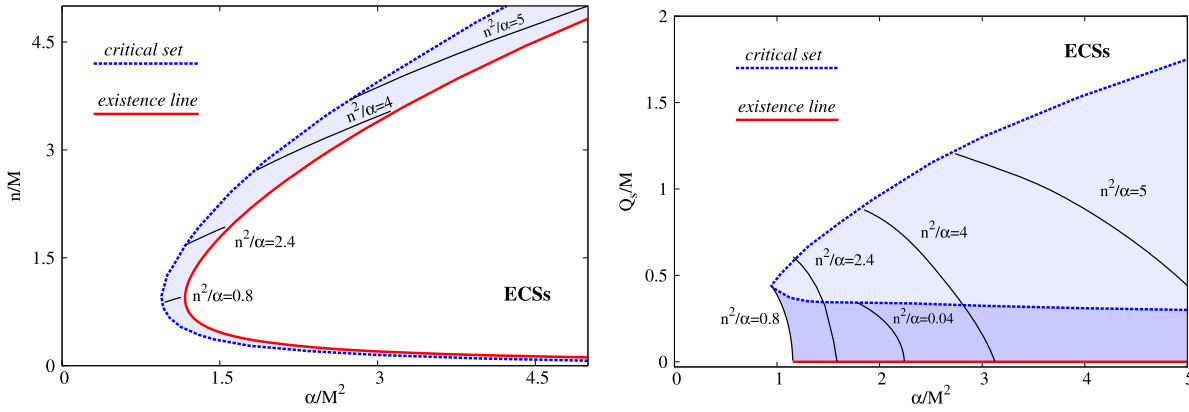 n/M
4.5
3
1.5
0
0
1.5
3
4.5
α/M²
critical set
existence line
n²/α=5
n²/α=4
n²/α=2.4
n²/α=0.8
ECSs
Qₛ/M
2
1.5
1
0.5
0
0
1
2
3
4
5
α/M²
critical set
existence line
ECSs
n²/α=5
n²/α=4
n²/α=2.4
n²/α=0.8
n²/α=0.04